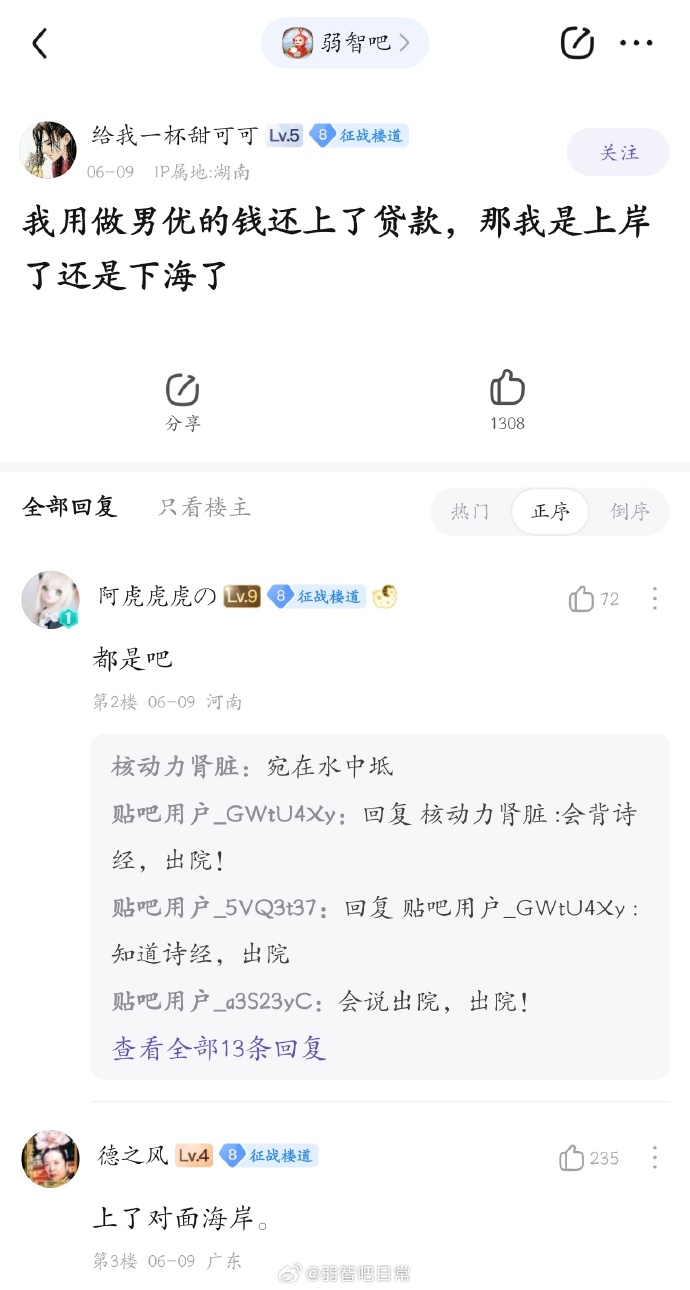 弱智吧
给我一杯甜可可 Lv.5 8 征战楼道
关注
06-09 IP属地:湖南
我用做男优的钱还上了贷款，那我是上岸
了还是下海了
分享
1308
全部回复 只看楼主 热门 正序 倒序
阿虎虎虎の Lv.9 8 征战楼道 72
1
都是吧
第2楼 06-09 河南
核动力肾脏：宛在水中坻
贴吧用户_GWtU4Xy：回复 核动力肾脏 :会背诗
经，出院！
贴吧用户_5VQ3t37：回复 贴吧用户_GWtU4Xy :
知道诗经，出院
贴吧用户_a3S23yC：会说出院，出院！
查看全部13条回复
德之风 Lv.4 8 征战楼道 235
上了对面海岸。
第3楼 06-09 广东
@弱智吧日常